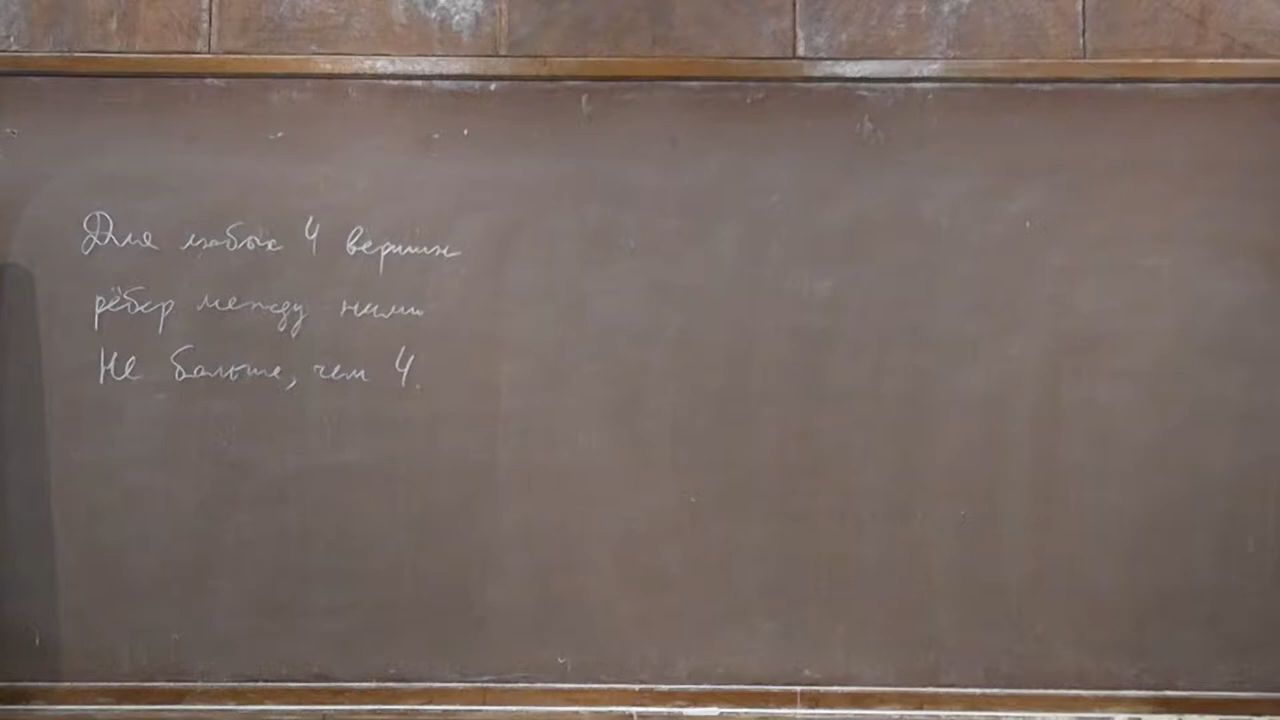 Для любых 4 вершин
рёбер между ними
не больше, чем 4.